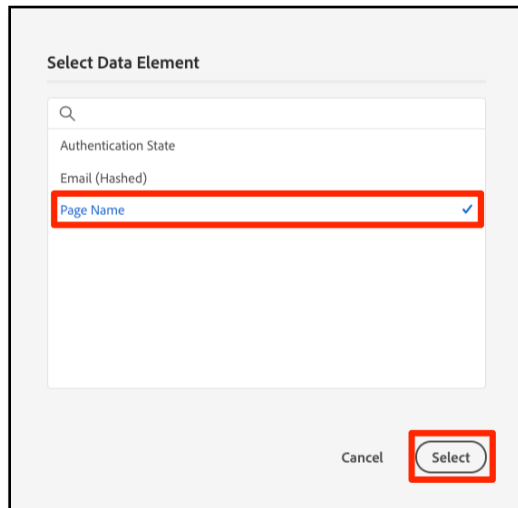 Select Data Element
Authentication State
Email (Hashed)
Page Name
Cancel Select